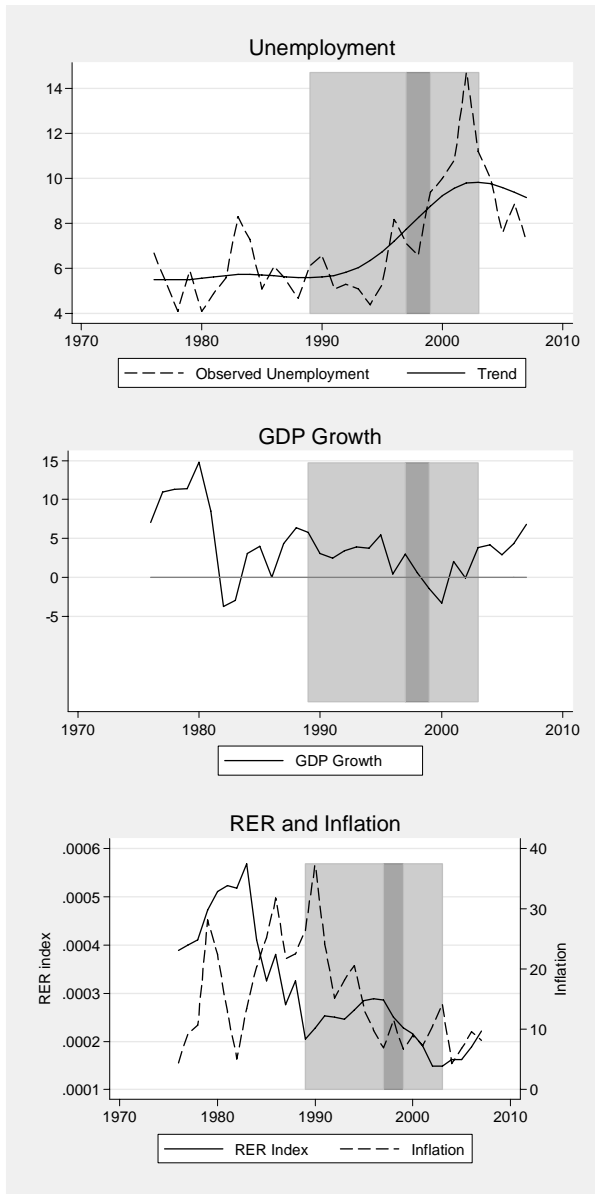 Unemployment
14
12
10
8
6
4
1970 1980 1990 2000 2010
Observed Unemployment Trend
GDP Growth
15
10
5
0
-5
1970 1980 1990 2000 2010
GDP Growth
RER and Inflation
.0006 40
.0005 30
.0004
RER index
20
Inflation
.0003
.0002 10
.0001 0
1970 1980 1990 2000 2010
RER Index Inflation